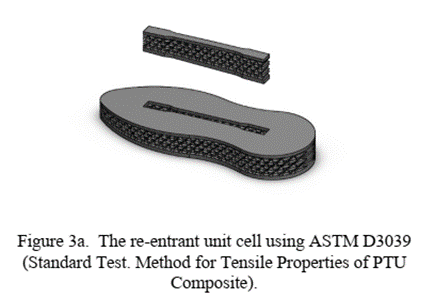 Figure 3a. The re-entrant unit cell using ASTM D3039
(Standard Test. Method for Tensile Properties of PTU
Composite).